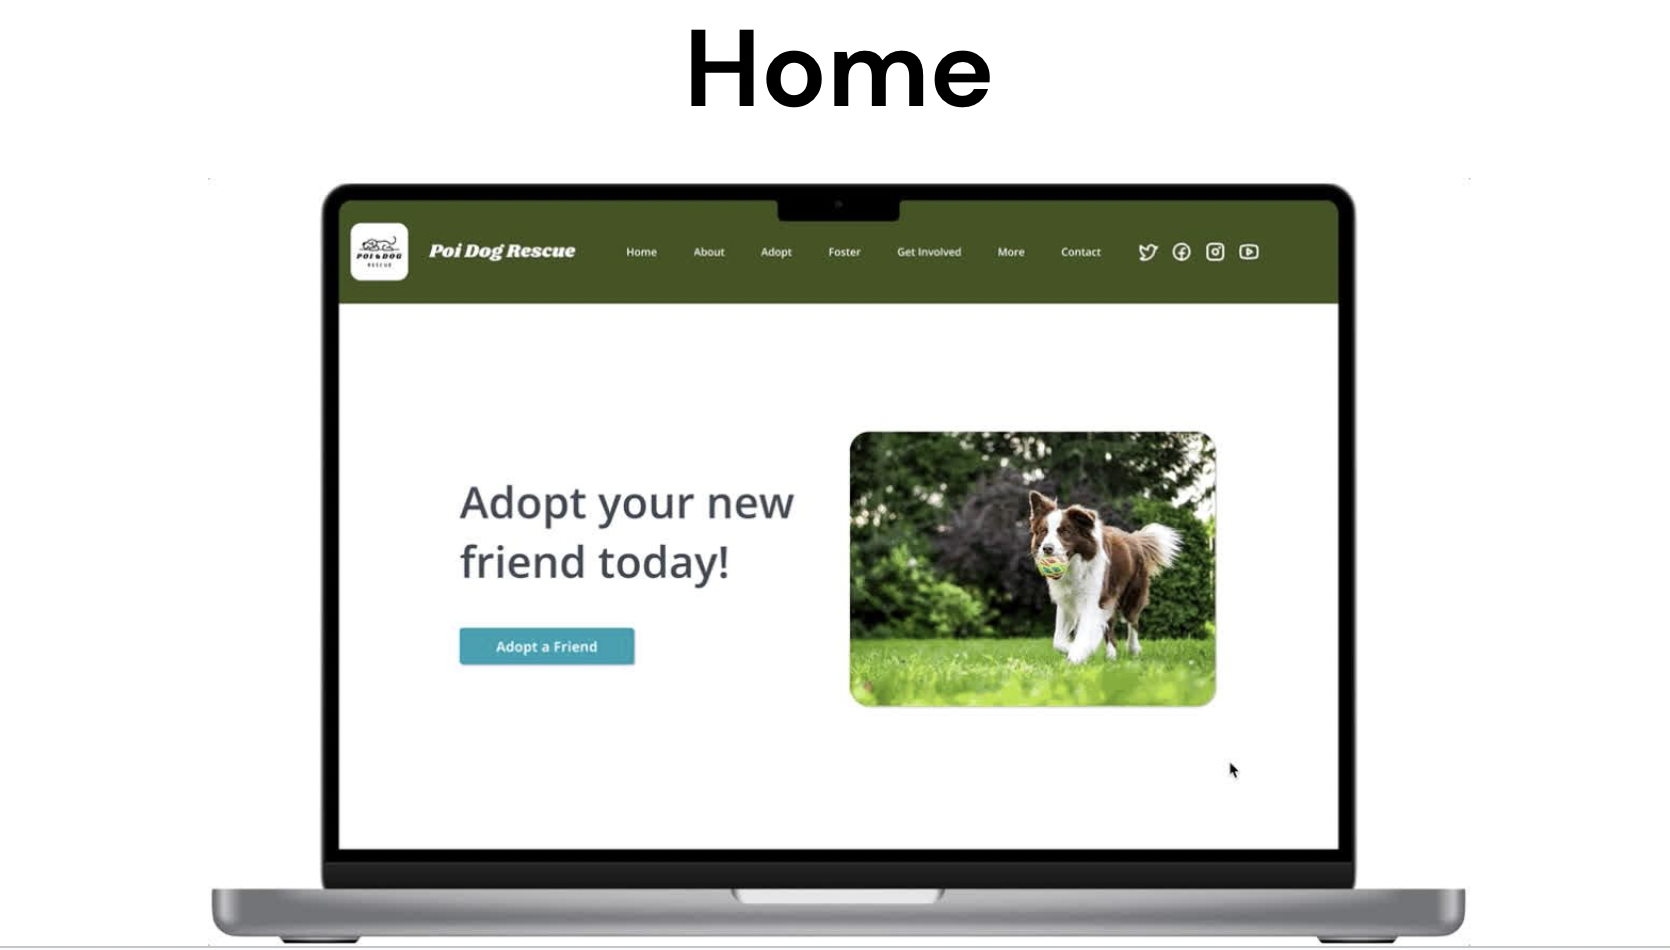 Home
POI DOG
RESCUE
Poi Dog Rescue
Home About Adopt Foster Get Involved More Contact
Adopt your new
friend today!
Adopt a Friend